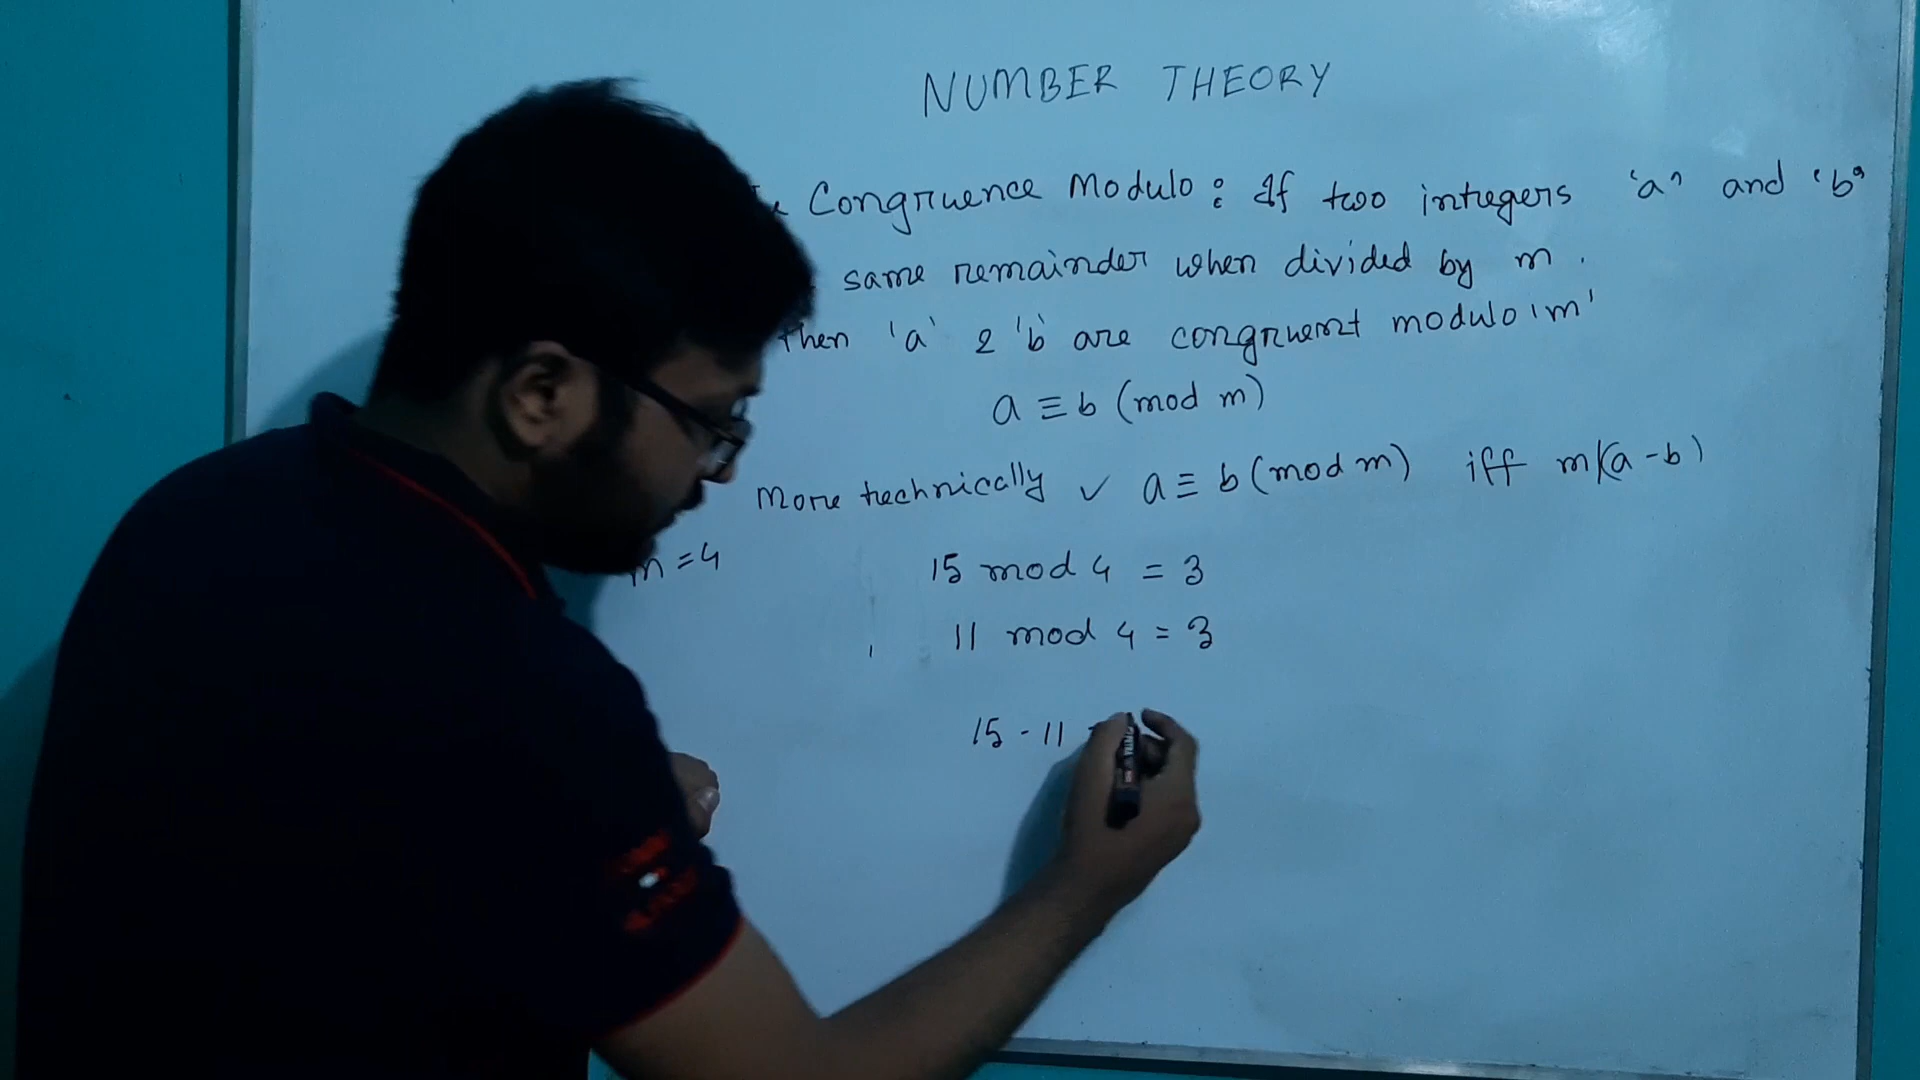 NUMBER THEORY
Congruence Modulo : If two integers 'a' and 'b'
same remainder when divided by m.
Then 'a' & 'b' are congruent modulo 'm'
a ≡ b (mod m)
More technically ✓ a ≡ b (mod m) iff m|(a - b)
m = 4 15 mod 4 = 3
11 mod 4 = 3
15 - 11